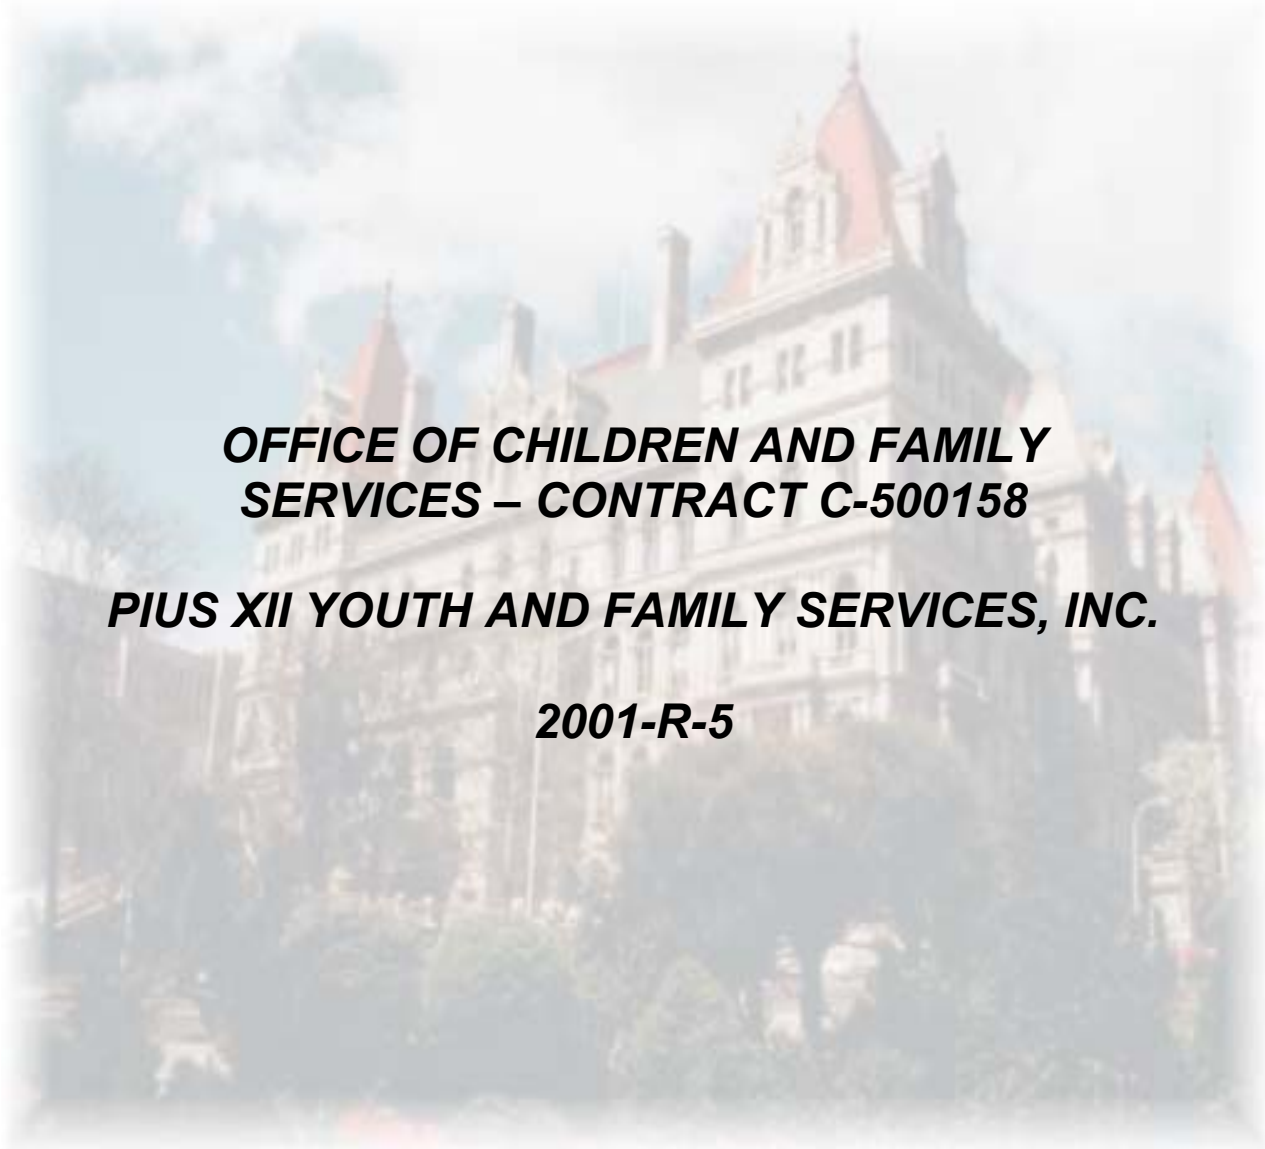 OFFICE OF CHILDREN AND FAMILY
SERVICES – CONTRACT C-500158
PIUS XII YOUTH AND FAMILY SERVICES, INC.
2001-R-5